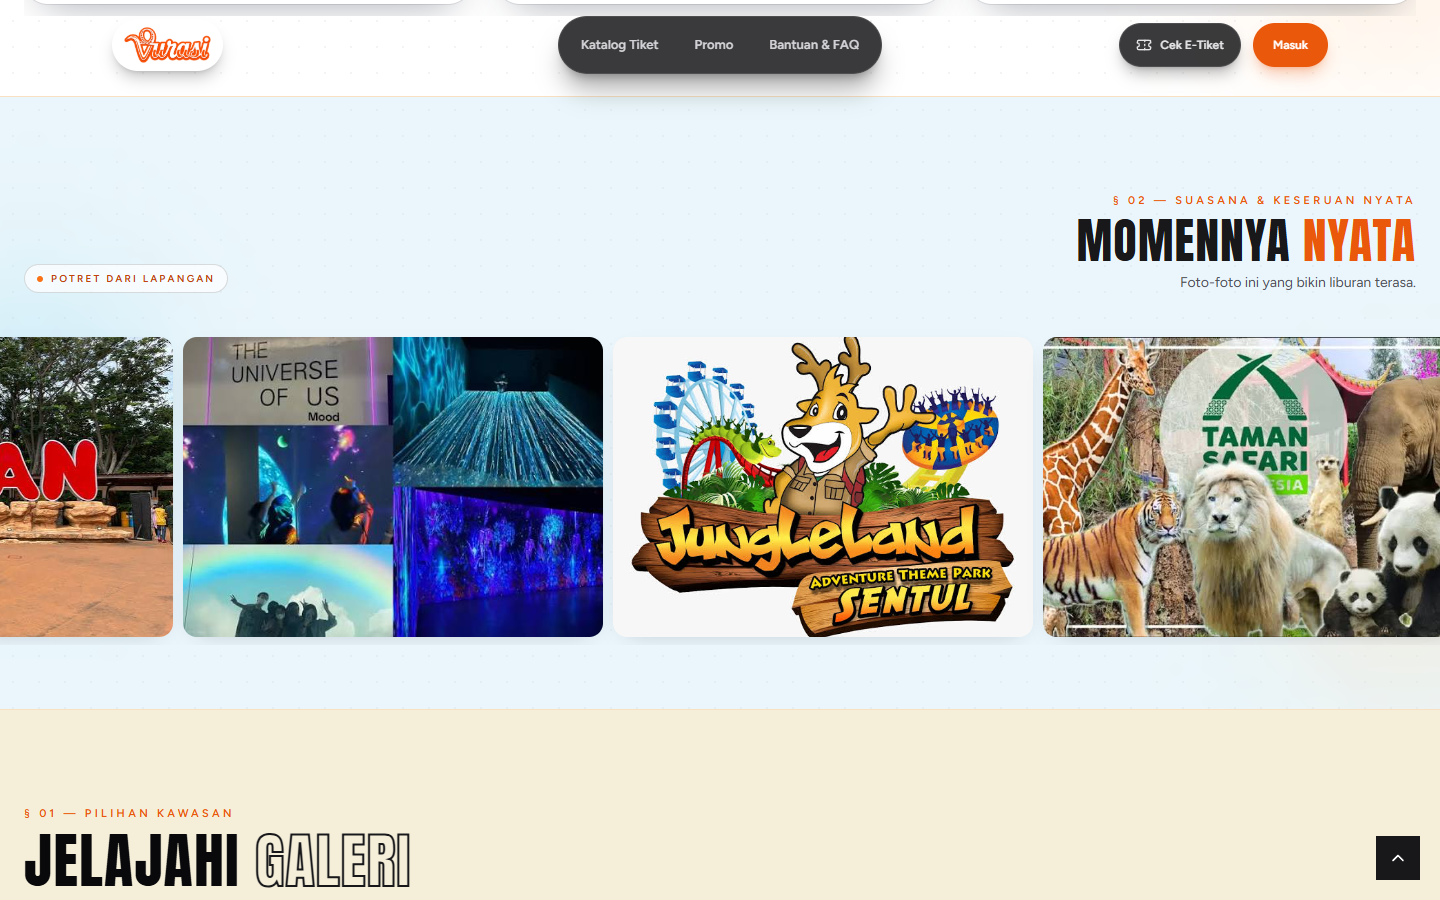 Vurasi
Katalog Tiket
Promo
Bantuan & FAQ
Cek E-Tiket
Masuk
§ 02 — SUASANA & KESERUAN NYATA
MOMENNYA NYATA
Foto-foto ini yang bikin liburan terasa.
POTRET DARI LAPANGAN
AN
THE
UNIVERSE
OF US
Mood
JUNGLELAND
ADVENTURE THEME PARK
SENTUL
TAMAN
SAFARI
ESIA
§ 01 — PILIHAN KAWASAN
JELAJAHI GALERI